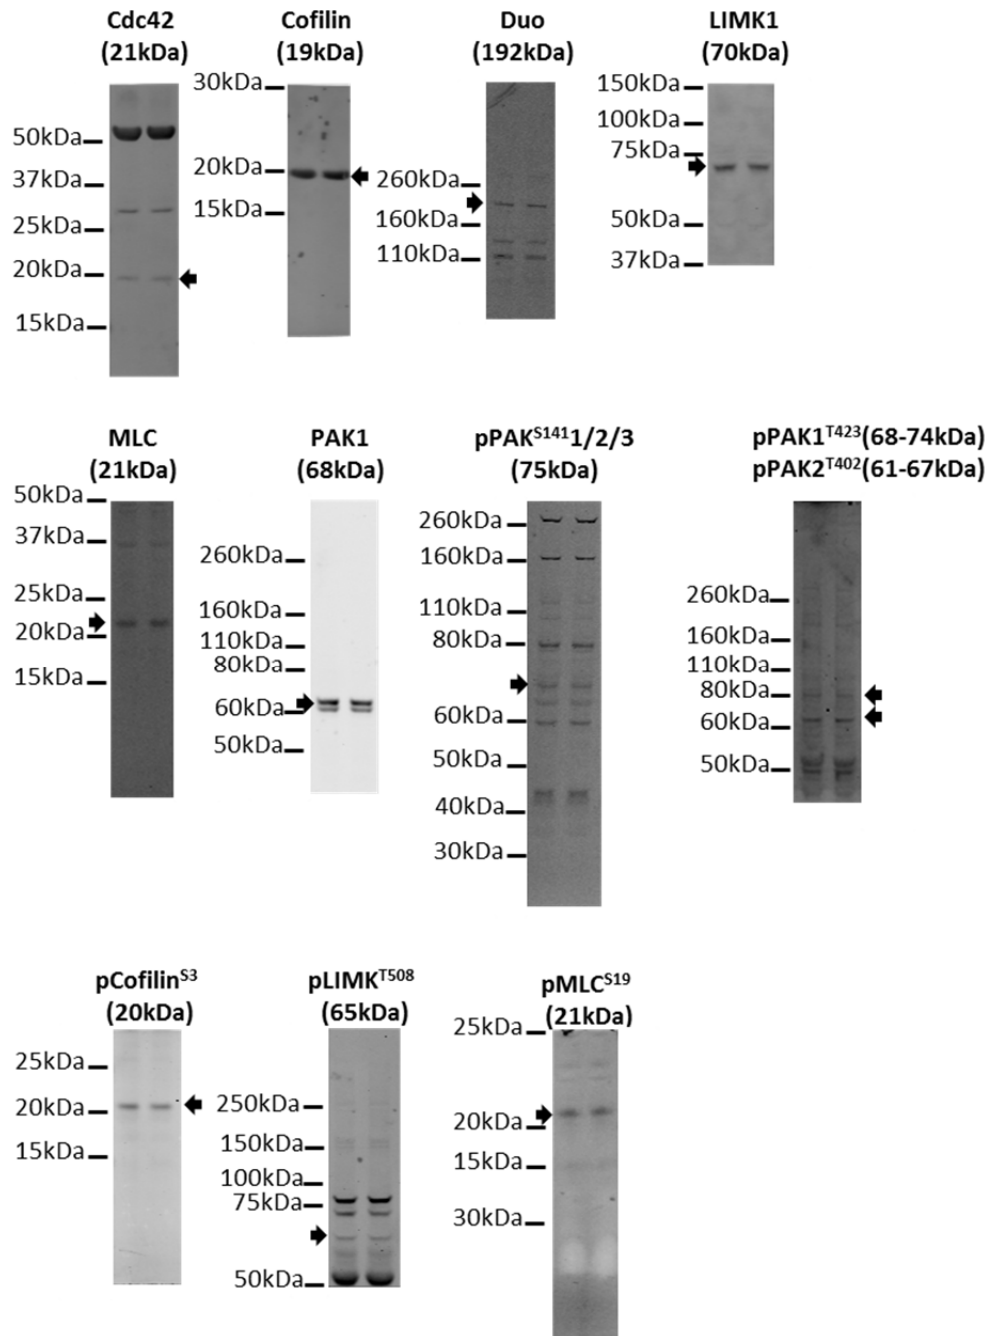 Cdc42
(21kDa)
50kDa
37kDa
25kDa
20kDa
15kDa
Cofilin
(19kDa)
30kDa
20kDa
15kDa
Duo
(192kDa)
260kDa
160kDa
110kDa
LIMK1
(70kDa)
150kDa
100kDa
75kDa
50kDa
37kDa
MLC
(21kDa)
50kDa
37kDa
25kDa
20kDa
15kDa
PAK1
(68kDa)
260kDa
160kDa
110kDa
80kDa
60kDa
50kDa
pPAKS1411/2/3
(75kDa)
260kDa
160kDa
110kDa
80kDa
60kDa
50kDa
40kDa
30kDa
pPAK1T423(68-74kDa)
pPAK2T402(61-67kDa)
260kDa
160kDa
110kDa
80kDa
60kDa
50kDa
pCofilinS3
(20kDa)
25kDa
20kDa
15kDa
pLIMKT508
(65kDa)
250kDa
150kDa
100kDa
75kDa
50kDa
pMLCS19
(21kDa)
25kDa
20kDa
15kDa
30kDa